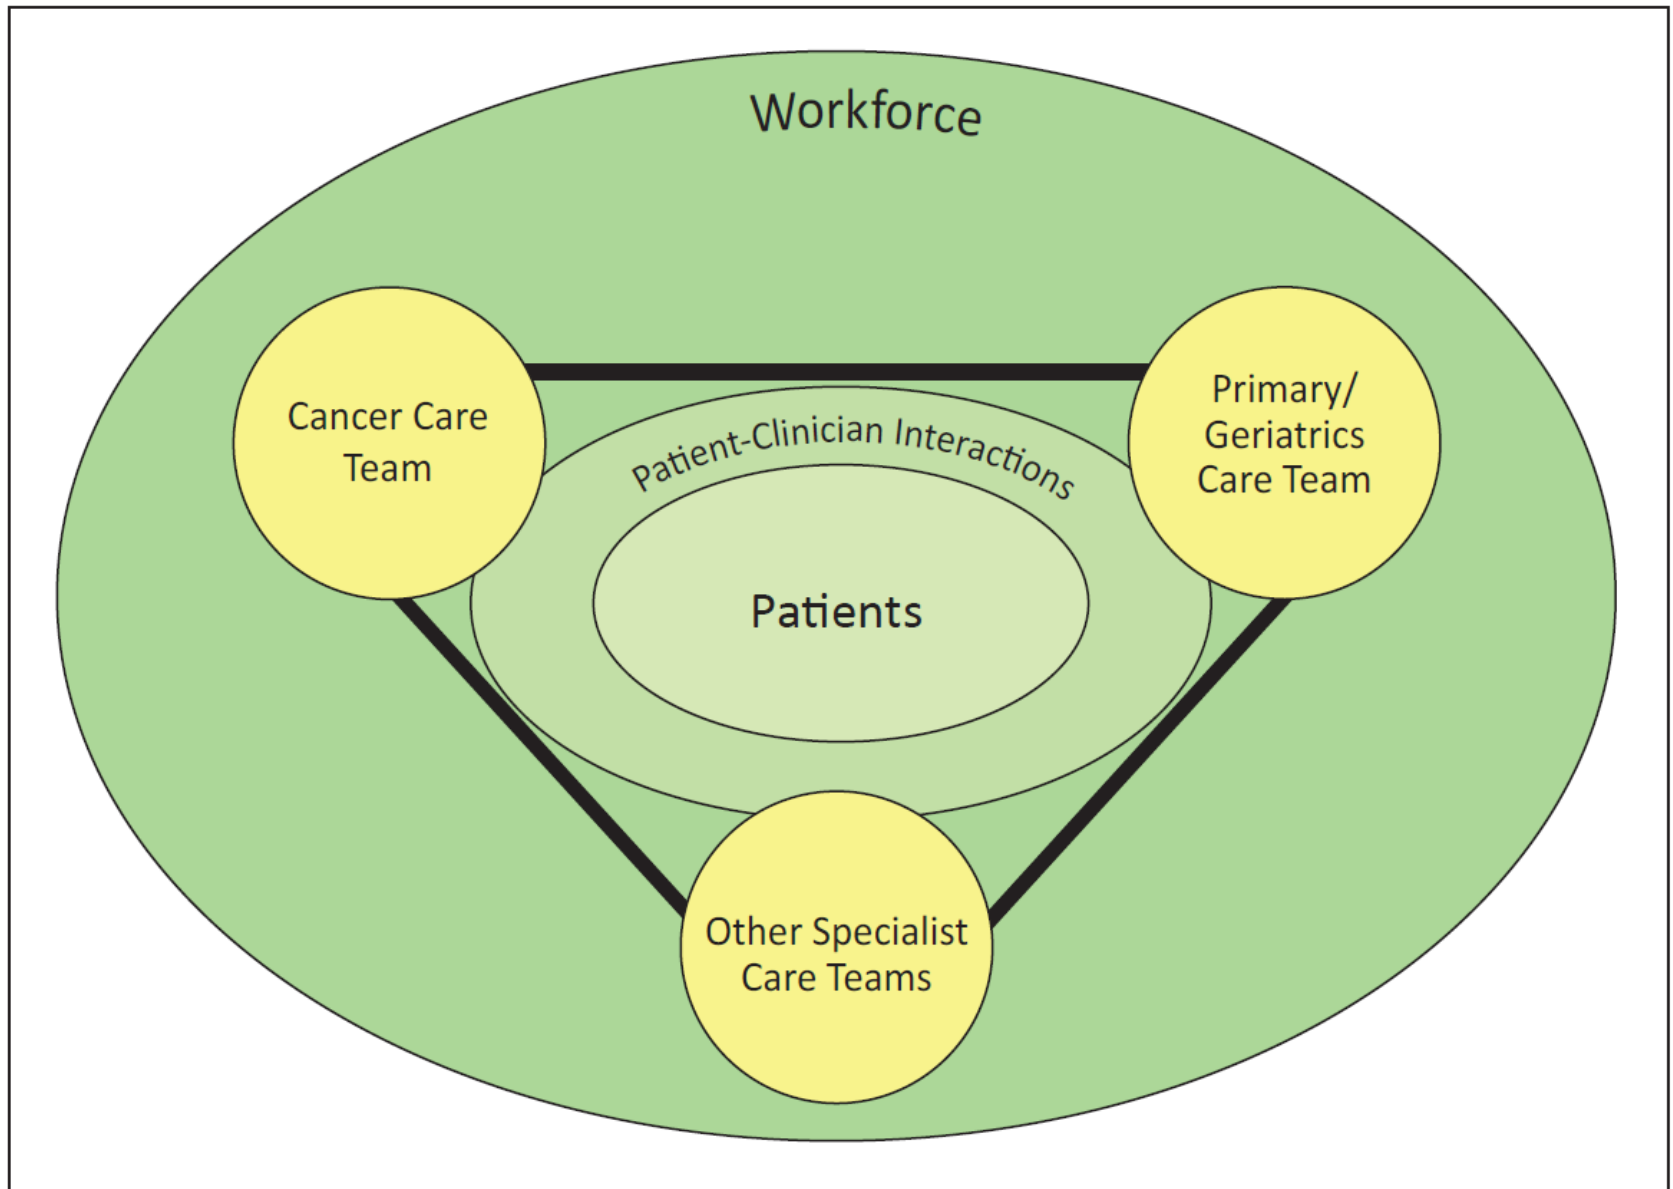 Workforce
Cancer Care
Team
Primary/
Geriatrics
Care Team
Patient-Clinician Interactions
Patients
Other Specialist
Care Teams